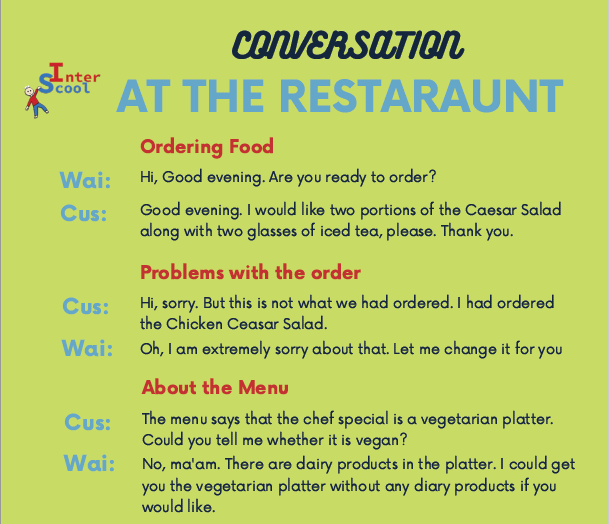 CONVERSATION
Inter
Scool
AT THE RESTARAUNT
Ordering Food
Wai: Hi, Good evening. Are you ready to order?
Cus: Good evening. I would like two portions of the Caesar Salad
along with two glasses of iced tea, please. Thank you.
Problems with the order
Cus: Hi, sorry. But this is not what we had ordered. I had ordered
the Chicken Ceasar Salad.
Wai: Oh, I am extremely sorry about that. Let me change it for you
About the Menu
Cus: The menu says that the chef special is a vegetarian platter.
Could you tell me whether it is vegan?
Wai: No, ma'am. There are dairy products in the platter. I could get
you the vegetarian platter without any diary products if you
would like.